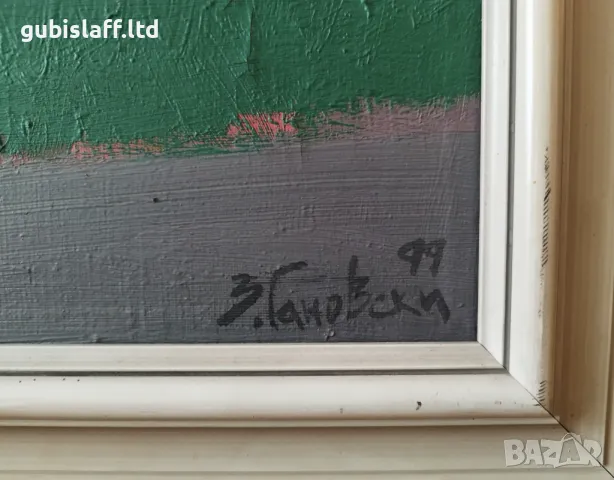 gubislaff.ltd
99
З. Гановски
BAZAR